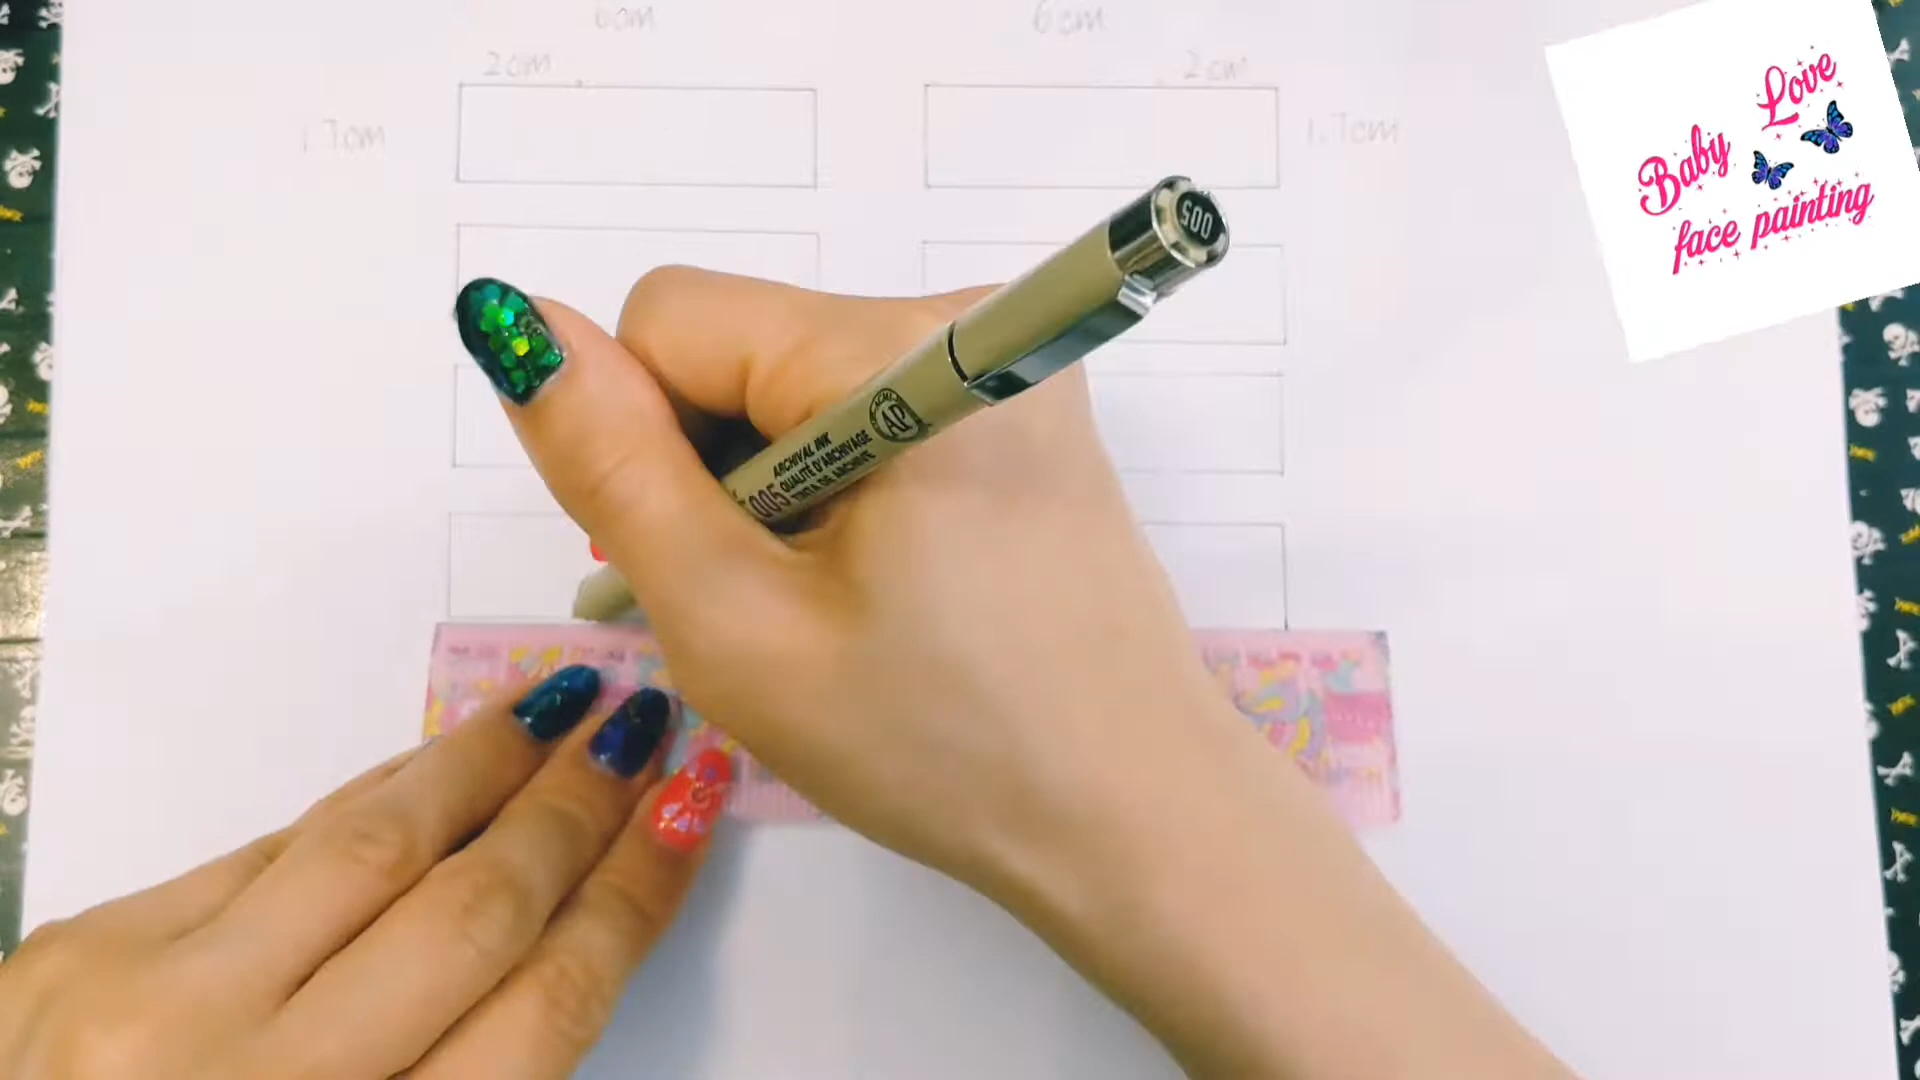 6cm
6cm
2cm
2cm
1.7cm
1.7cm
Baby Love
face painting
005
AP
ARCHIVAL INK
005 QUALITÉ D'ARCHIVAGE
TINTA DE ARCHIVE